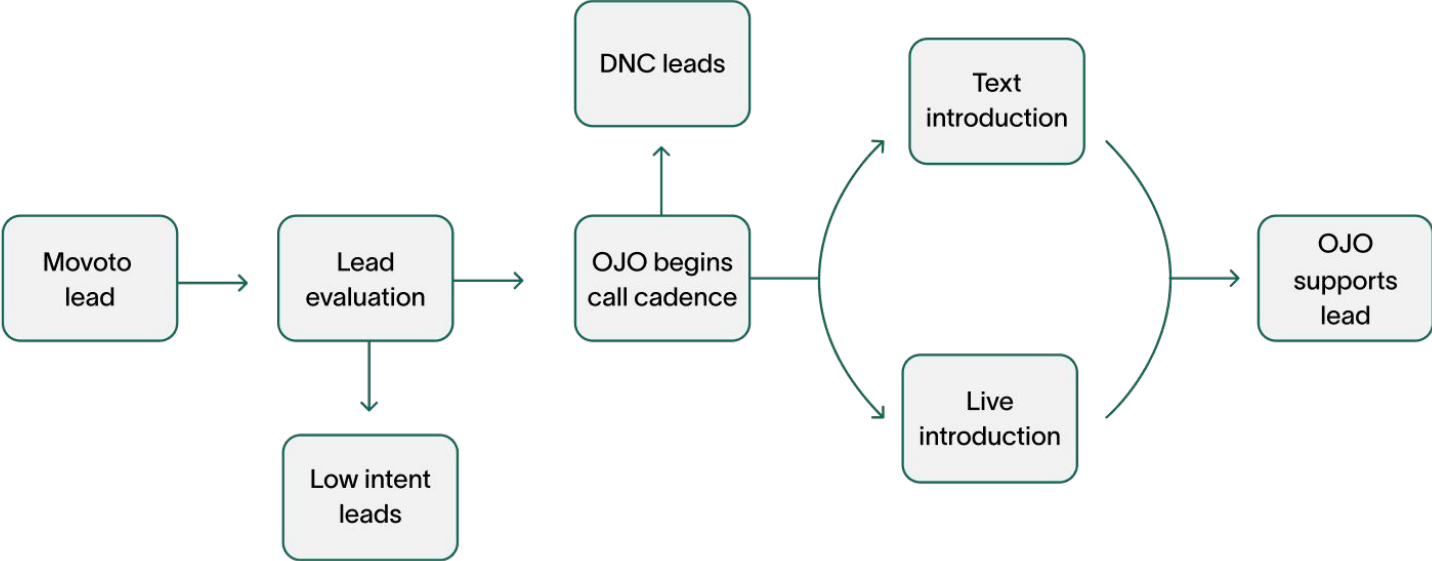 Movoto
lead
Lead
evaluation
Low intent
leads
DNC leads
OJO begins
call cadence
Text
introduction
Live
introduction
OJO
supports
lead